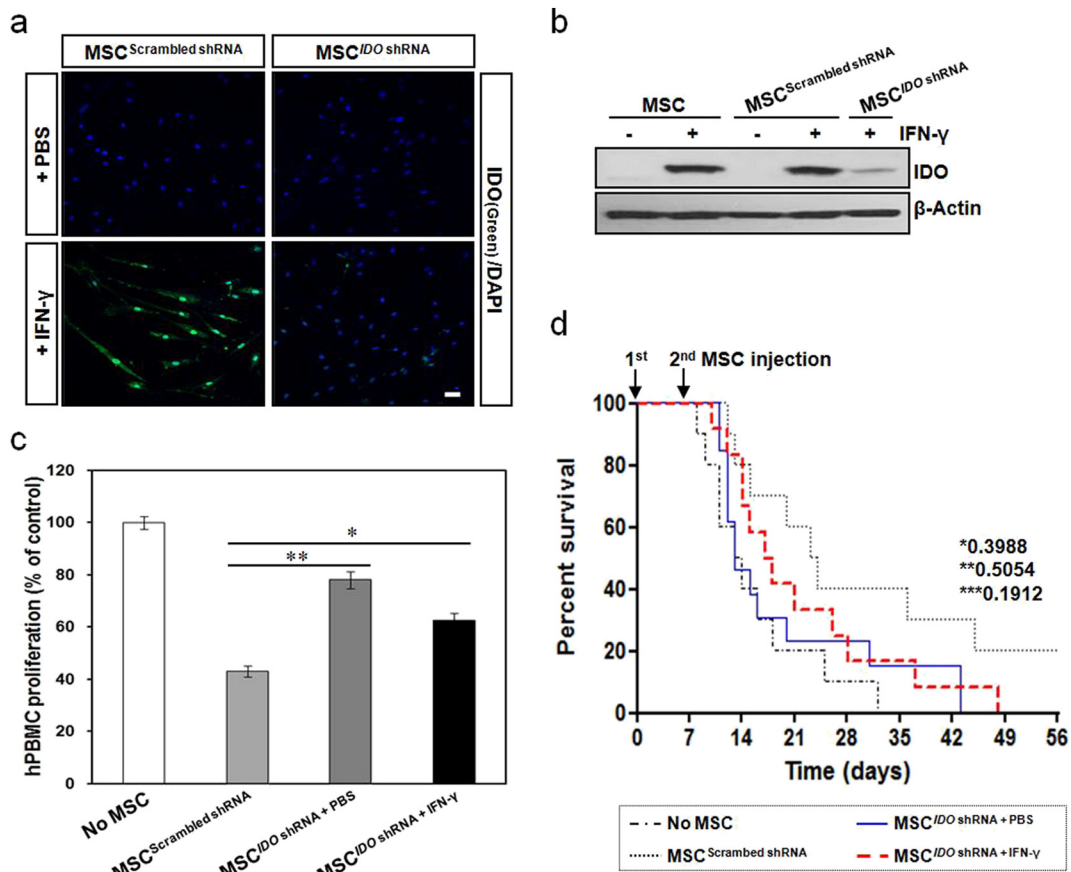 a
MSC Scrambled shRNA
MSC IDO shRNA
+ PBS
+ IFN-γ
IDO(Green)/DAPI
b
MSC
MSC Scrambled shRNA
MSC IDO shRNA
- + - + + IFN-γ
IDO
β-Actin
c
hPBMC proliferation (% of control)
120
100
80
60
40
20
0
*
**
No MSC
MSC Scrambled shRNA
MSC IDO shRNA + PBS
MSC IDO shRNA + IFN-γ
d
1st 2nd MSC injection
Percent survival
100
80
60
40
20
0
*0.3988
**0.5054
***0.1912
0 7 14 21 28 35 42 49 56
Time (days)
No MSC
MSC IDO shRNA + PBS
MSC Scrambed shRNA
MSC IDO shRNA + IFN-γ